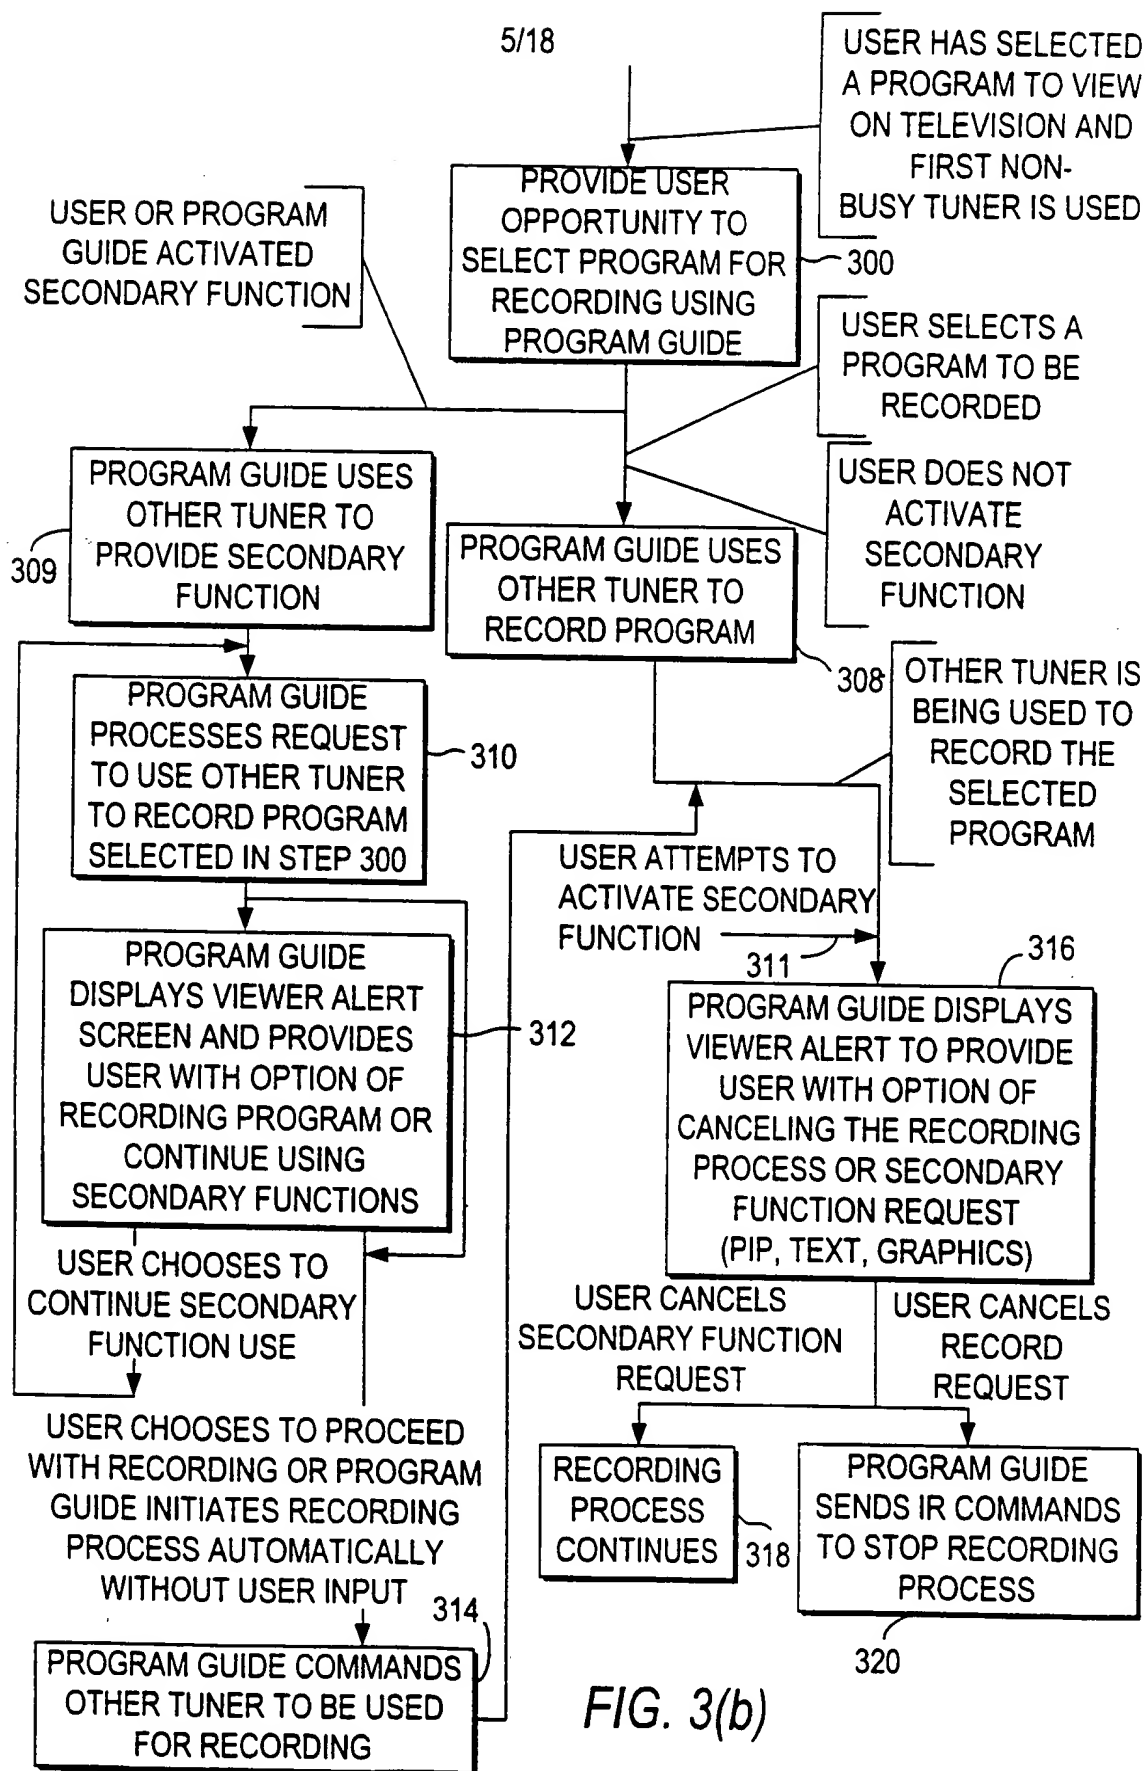 5/18
USER HAS SELECTED
A PROGRAM TO VIEW
ON TELEVISION AND
FIRST NON-
BUSY TUNER IS USED
PROVIDE USER
OPPORTUNITY TO
SELECT PROGRAM FOR
RECORDING USING
PROGRAM GUIDE
300
USER OR PROGRAM
GUIDE ACTIVATED
SECONDARY FUNCTION
USER SELECTS A
PROGRAM TO BE
RECORDED
USER DOES NOT
ACTIVATE
SECONDARY
FUNCTION
PROGRAM GUIDE USES
OTHER TUNER TO
PROVIDE SECONDARY
FUNCTION
309
PROGRAM GUIDE USES
OTHER TUNER TO
RECORD PROGRAM
308
OTHER TUNER IS
BEING USED TO
RECORD THE
SELECTED
PROGRAM
PROGRAM GUIDE
PROCESSES REQUEST
TO USE OTHER TUNER
TO RECORD PROGRAM
SELECTED IN STEP 300
310
USER ATTEMPTS TO
ACTIVATE SECONDARY
FUNCTION
311
PROGRAM GUIDE
DISPLAYS VIEWER ALERT
SCREEN AND PROVIDES
USER WITH OPTION OF
RECORDING PROGRAM OR
CONTINUE USING
SECONDARY FUNCTIONS
312
316
PROGRAM GUIDE DISPLAYS
VIEWER ALERT TO PROVIDE
USER WITH OPTION OF
CANCELING THE RECORDING
PROCESS OR SECONDARY
FUNCTION REQUEST
(PIP, TEXT, GRAPHICS)
USER CHOOSES TO
CONTINUE SECONDARY
FUNCTION USE
USER CANCELS
SECONDARY FUNCTION
REQUEST
USER CANCELS
RECORD
REQUEST
USER CHOOSES TO PROCEED
WITH RECORDING OR PROGRAM
GUIDE INITIATES RECORDING
PROCESS AUTOMATICALLY
WITHOUT USER INPUT
RECORDING
PROCESS
CONTINUES
318
PROGRAM GUIDE
SENDS IR COMMANDS
TO STOP RECORDING
PROCESS
320
314
PROGRAM GUIDE COMMANDS
OTHER TUNER TO BE USED
FOR RECORDING
FIG. 3(b)